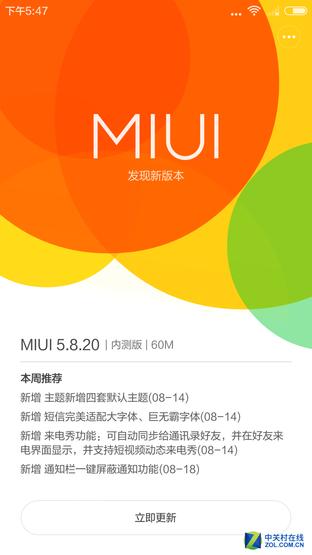 下午5:47
MIUI
发现新版本
MIUI 5.8.20 | 内测版 | 60M
本周推荐
新增 主题新增四套默认主题(08-14)
新增 短信完美适配大字体、巨无霸字体(08-14)
新增 来电秀功能；可自动同步给通讯录好友，并在好友来
电界面显示，并支持短视频动态来电秀(08-14)
新增 通知栏一键屏蔽通知功能(08-18)
立即更新
中关村在线
ZOL.COM.CN